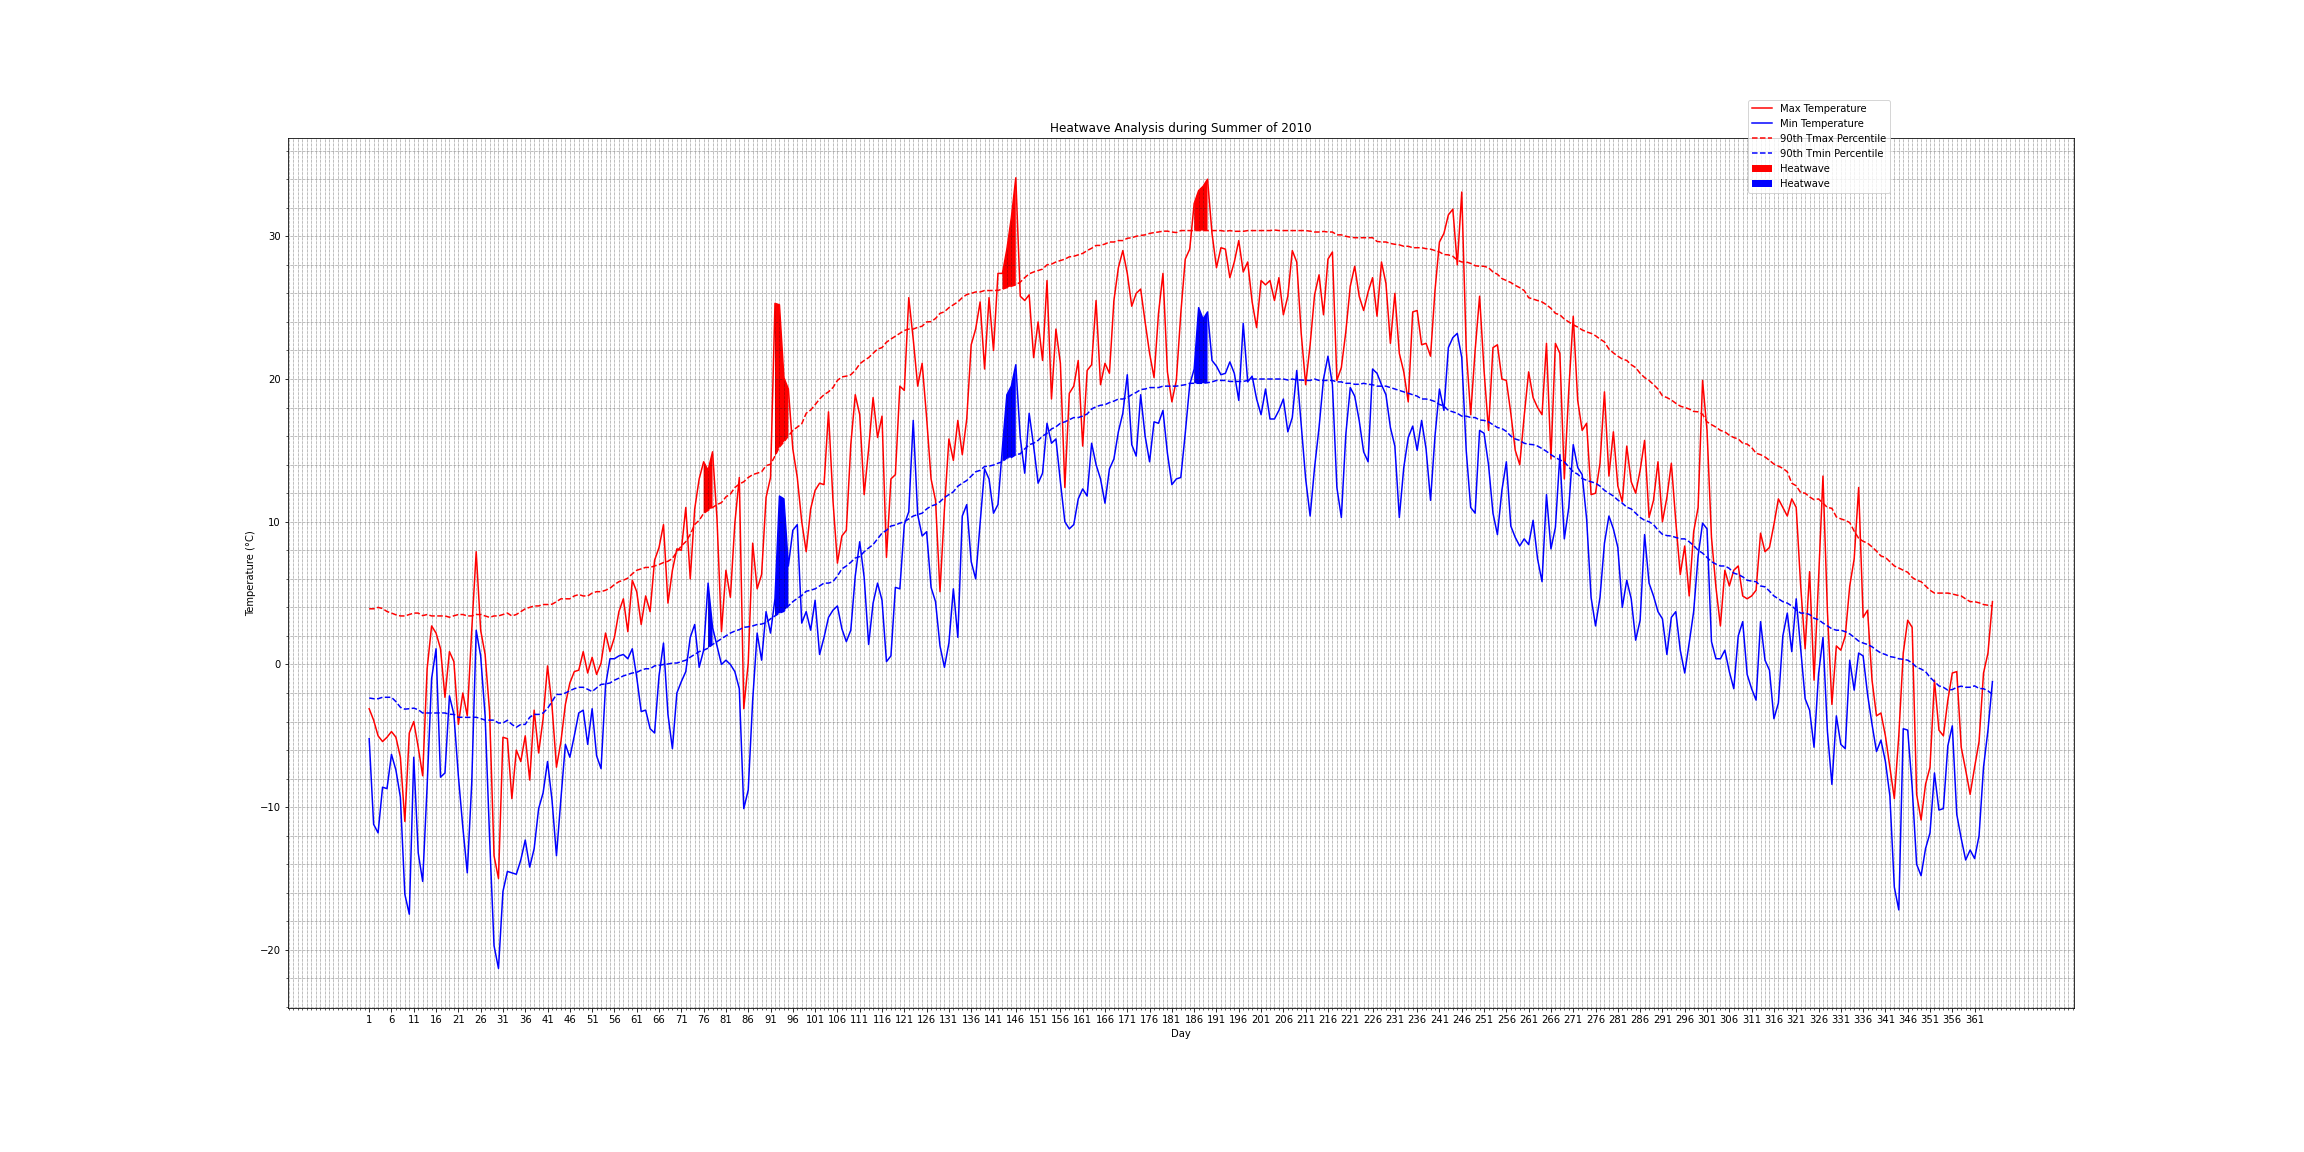 Heatwave Analysis during Summer of 2010
Max Temperature
Min Temperature
90th Tmax Percentile
90th Tmin Percentile
Heatwave
Heatwave
Temperature (°C)
30
20
10
0
−10
−20
1 6 11 16 21 26 31 36 41 46 51 56 61 66 71 76 81 86 91 96 101 106 111 116 121 126 131 136 141 146 151 156 161 166 171 176 181 186 191 196 201 206 211 216 221 226 231 236 241 246 251 256 261 266 271 276 281 286 291 296 301 306 311 316 321 326 331 336 341 346 351 356 361
Day